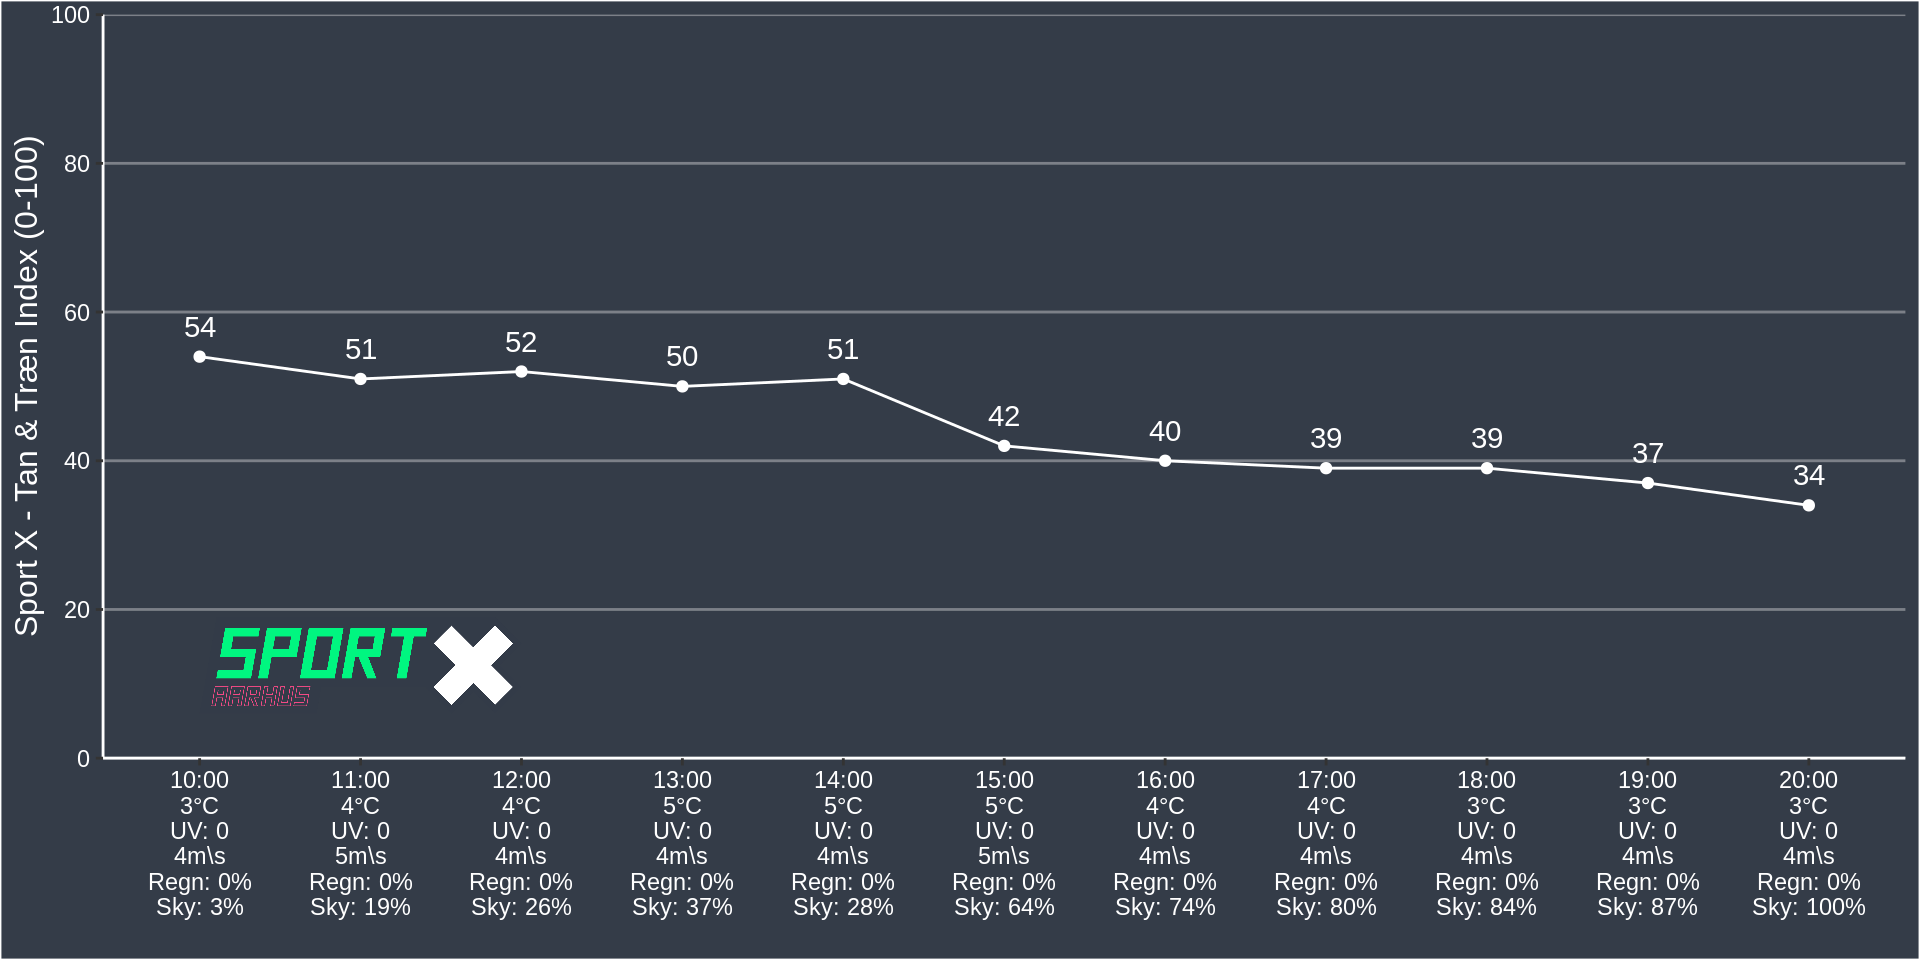 Sport X - Tan & Træn Index (0-100)
100
80
60
40
20
0
54
51
52
50
51
42
40
39
39
37
34
SPORT X
AARHUS
10:00 11:00 12:00 13:00 14:00 15:00 16:00 17:00 18:00 19:00 20:00
3°C 4°C 4°C 5°C 5°C 5°C 4°C 4°C 3°C 3°C 3°C
UV: 0 UV: 0 UV: 0 UV: 0 UV: 0 UV: 0 UV: 0 UV: 0 UV: 0 UV: 0 UV: 0
4m\s 5m\s 4m\s 4m\s 4m\s 5m\s 4m\s 4m\s 4m\s 4m\s 4m\s
Regn: 0% Regn: 0% Regn: 0% Regn: 0% Regn: 0% Regn: 0% Regn: 0% Regn: 0% Regn: 0% Regn: 0% Regn: 0%
Sky: 3% Sky: 19% Sky: 26% Sky: 37% Sky: 28% Sky: 64% Sky: 74% Sky: 80% Sky: 84% Sky: 87% Sky: 100%